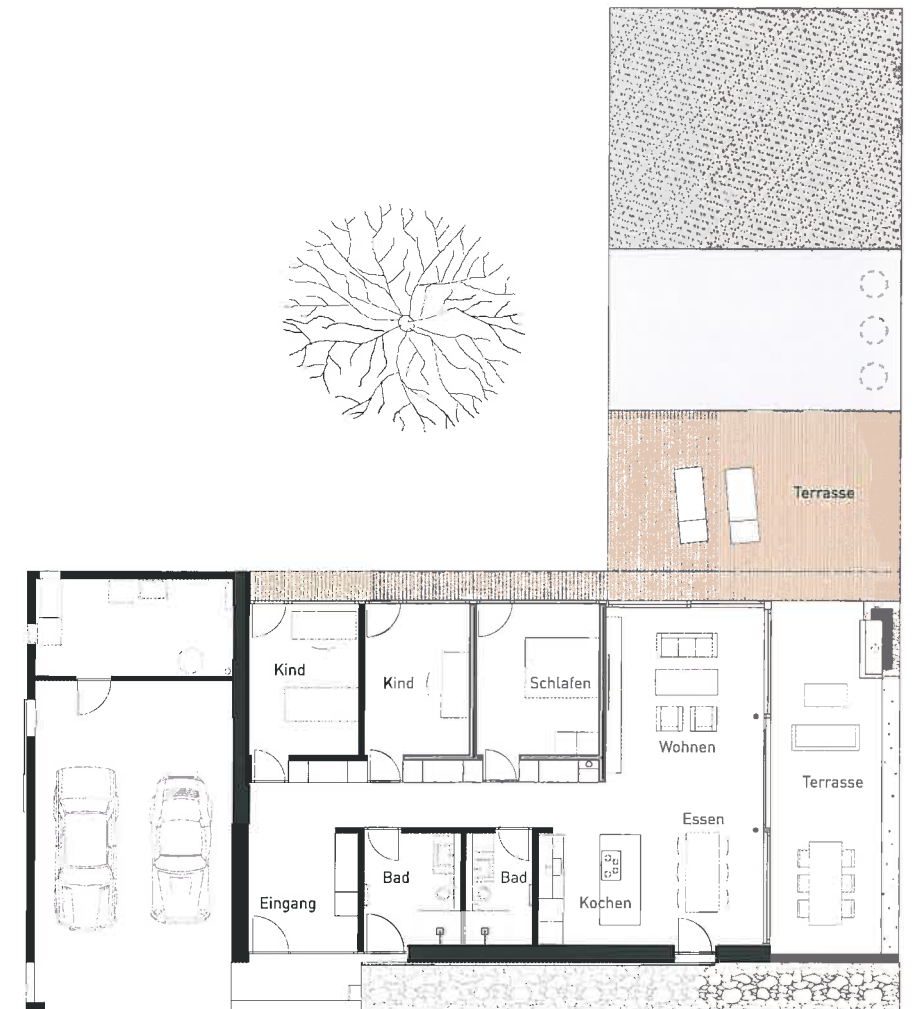 Terrasse
Kind
Kind
Schlafen
Wohnen
Terrasse
Essen
Bad
Bad
Eingang
Kochen